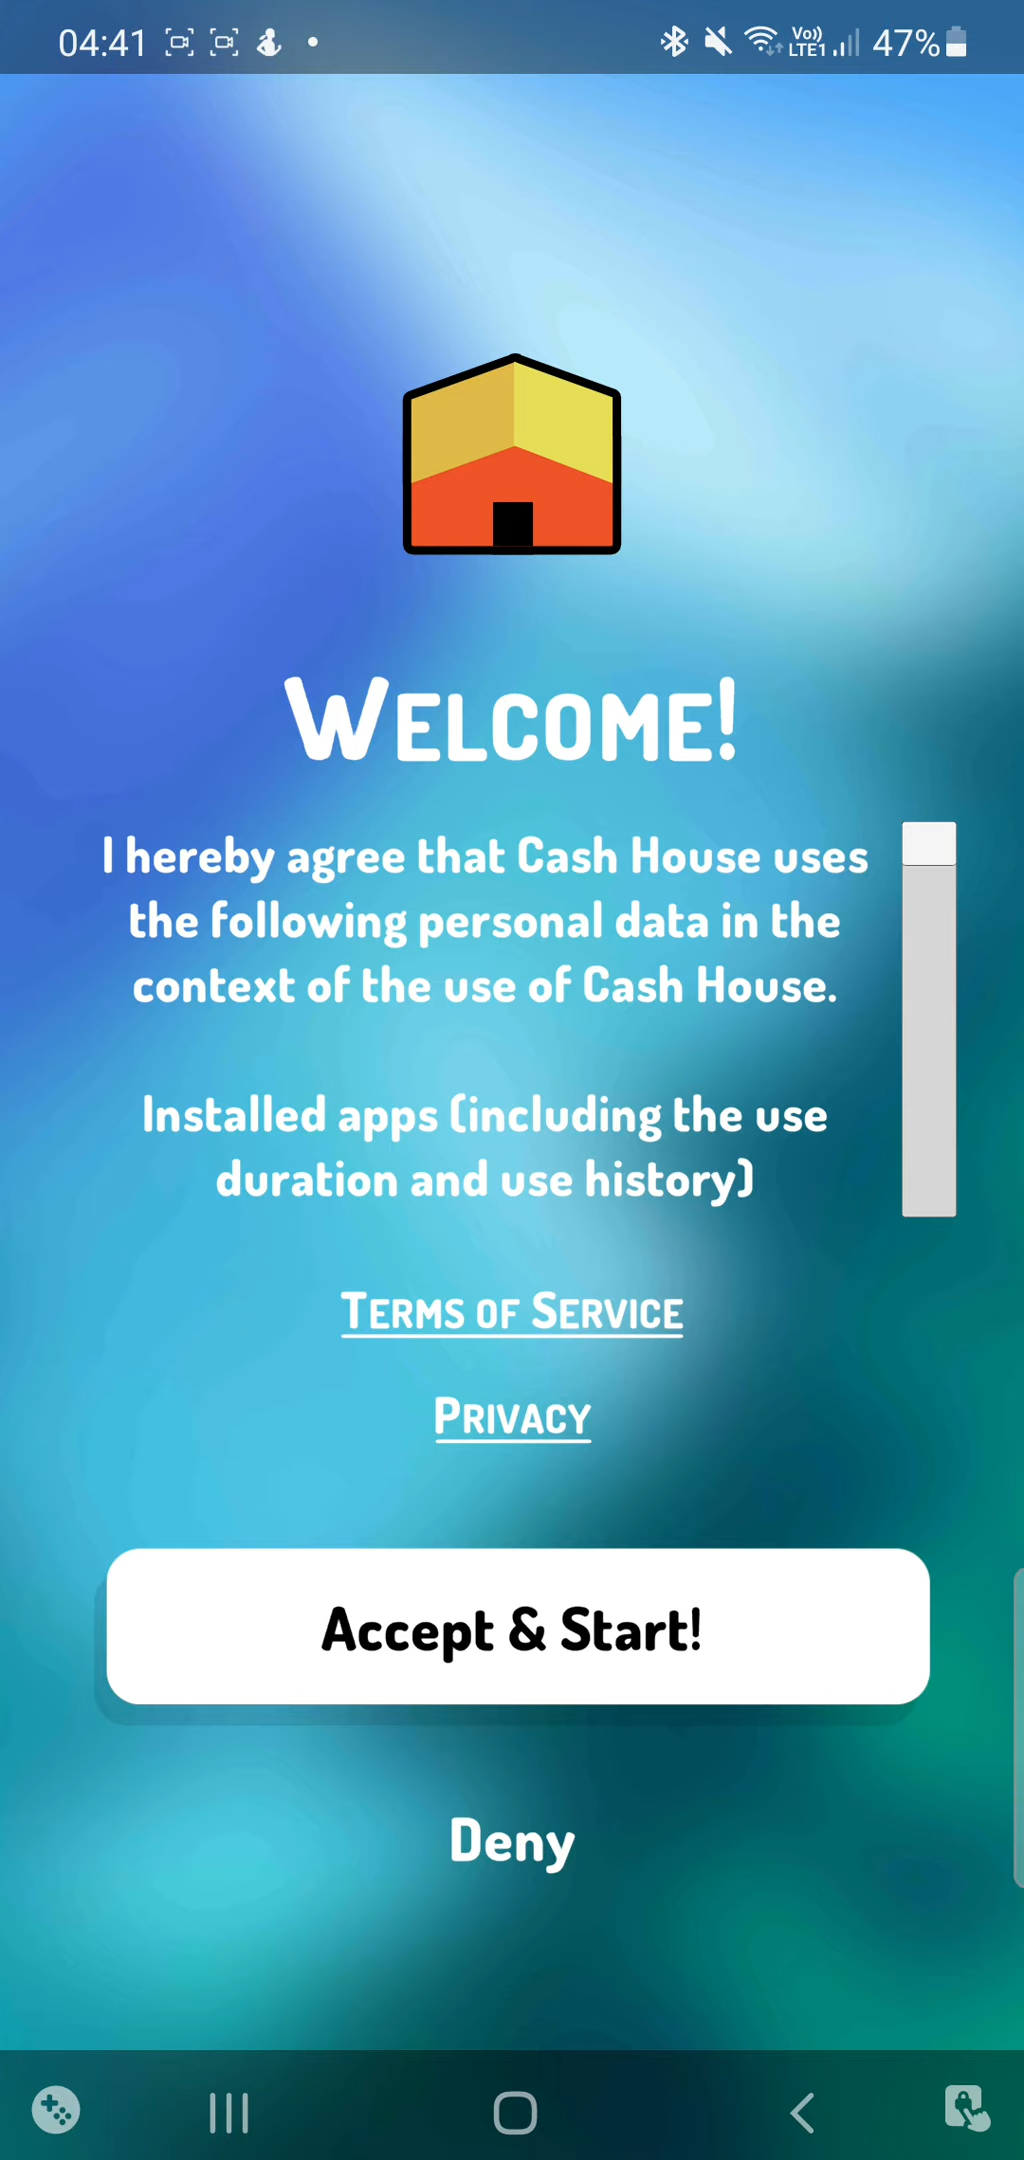 04:41
Vo)) LTE1 47%
WELCOME!
I hereby agree that Cash House uses
the following personal data in the
context of the use of Cash House.
Installed apps (including the use
duration and use history)
TERMS OF SERVICE
PRIVACY
Accept & Start!
Deny